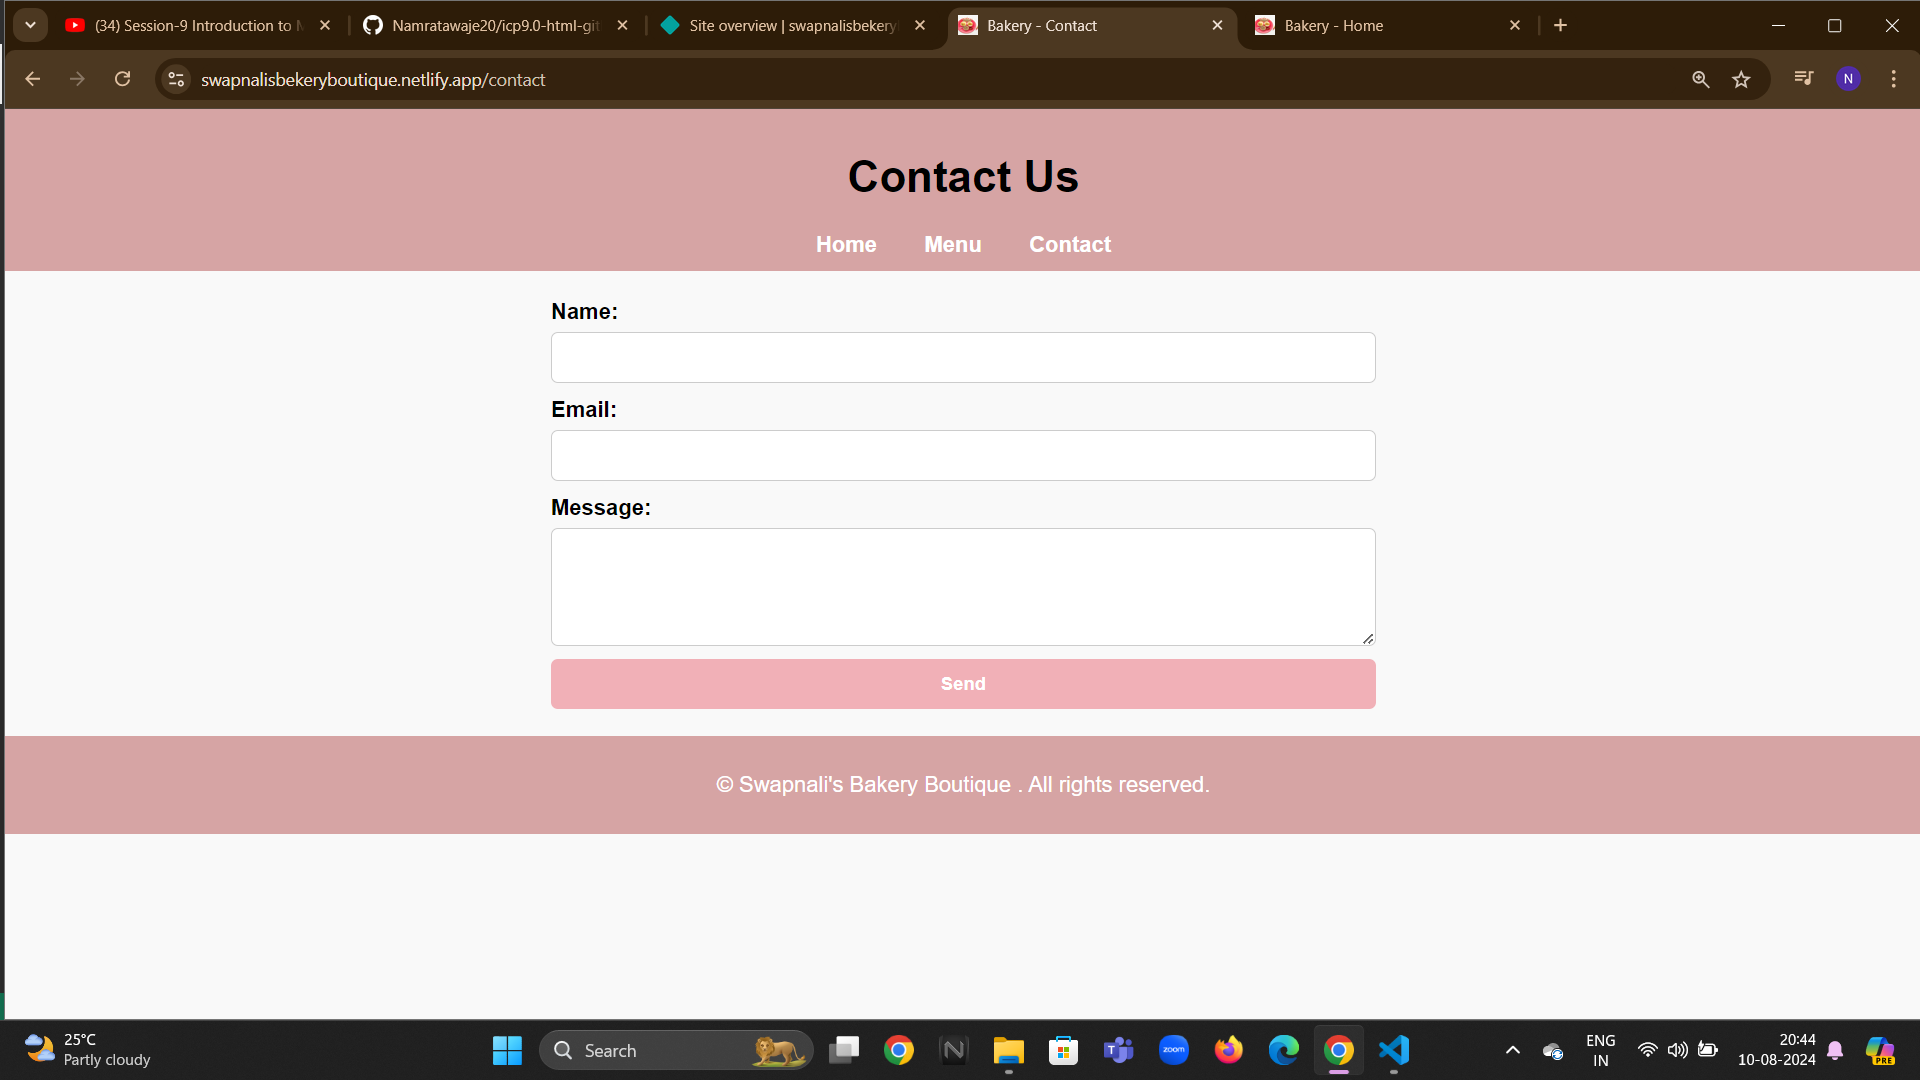 (34) Session-9 Introduction to
Namratawaje20/icp9.0-html-git
Site overview | swapnalisbekery
Bakery - Contact
Bakery - Home
swapnalisbekeryboutique.netlify.app/contact
N
Contact Us
Home Menu Contact
Name:
Email:
Message:
Send
© Swapnali's Bakery Boutique . All rights reserved.
25°C
Partly cloudy
Search
zoom
ENG
IN
20:44
10-08-2024
PRE